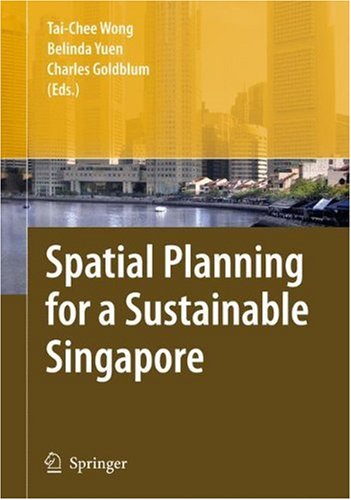 Tai-Chee Wong
Belinda Yuen
Charles Goldblum
(Eds.)
Spatial Planning
for a Sustainable
Singapore
Springer